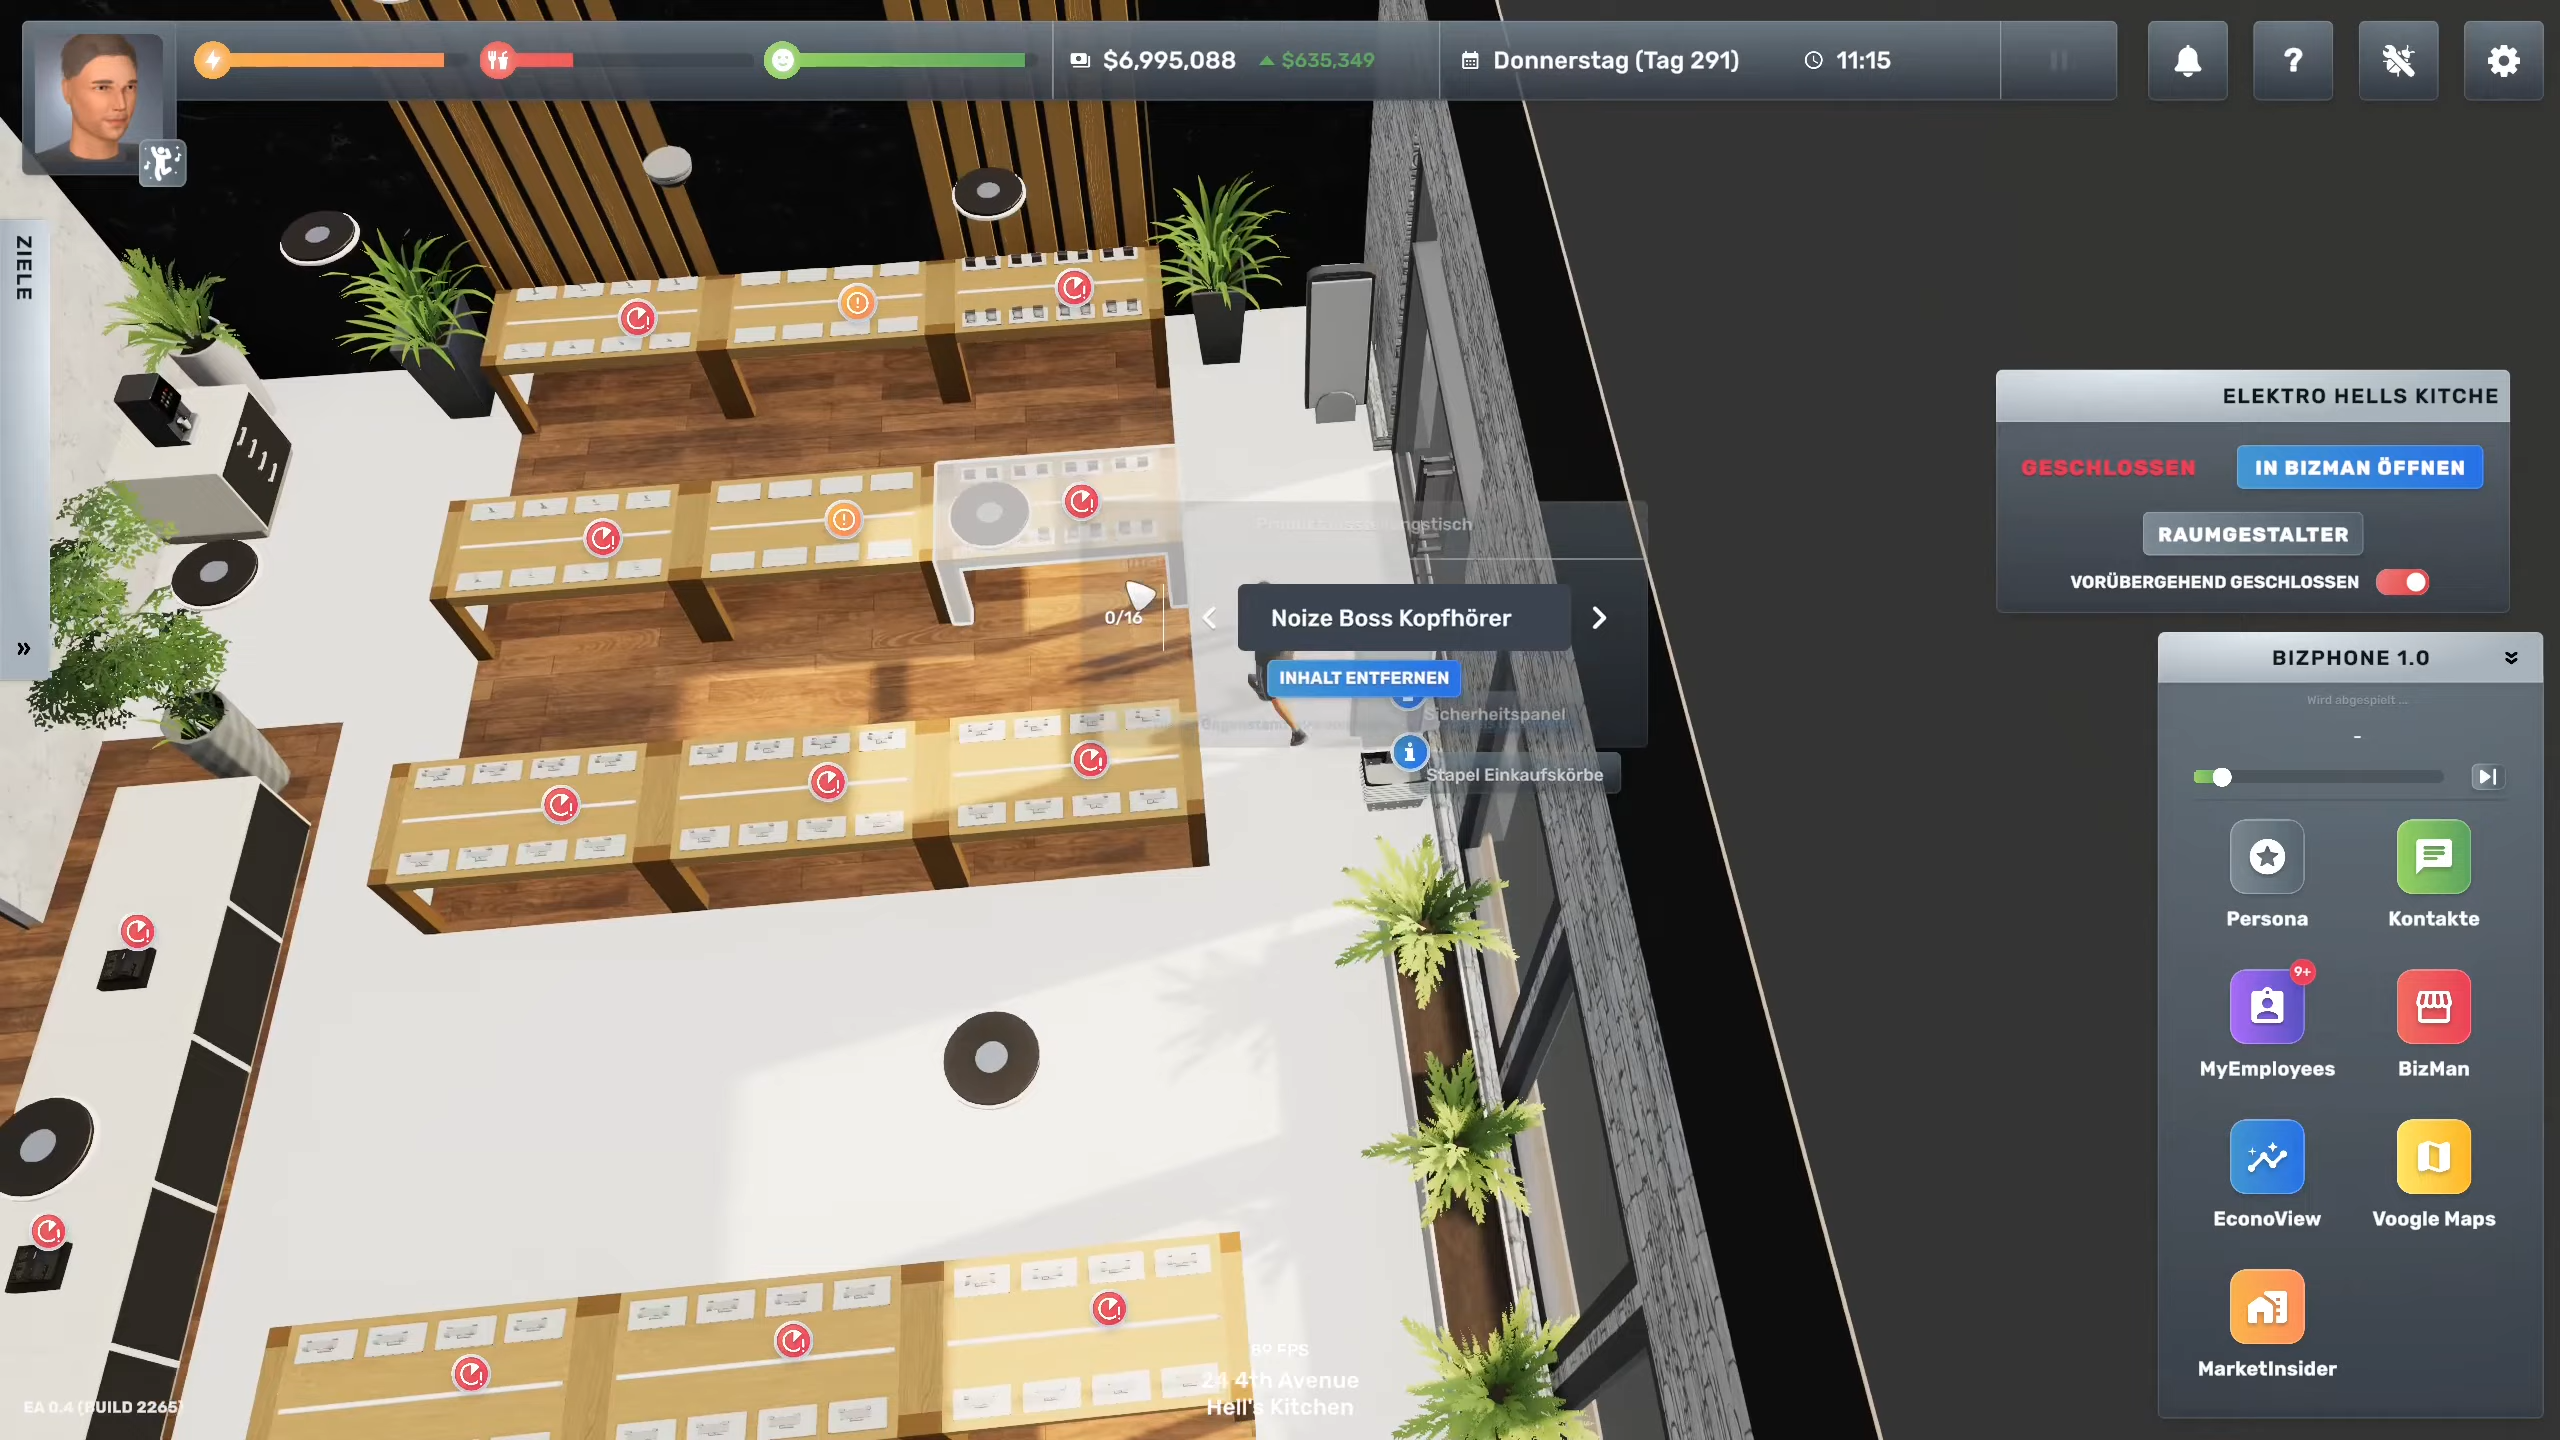 $6,995,088
$635,349
Donnerstag (Tag 291)
11:15
?
ZIELE
ELEKTRO HELLS KITCHE
GESCHLOSSEN
IN BIZMAN ÖFFNEN
RAUMGESTALTER
VORÜBERGEHEND GESCHLOSSEN
0/16
Noize Boss Kopfhörer
INHALT ENTFERNEN
Sicherheitspanel
Stapel Einkaufskörbe
BIZPHONE 1.0
Wird abgespielt ...
-
Persona
Kontakte
9+
MyEmployees
BizMan
EconoView
Voogle Maps
MarketInsider
89 FPS
24 4th Avenue
Hell's Kitchen
EA 0.4 (BUILD 2265)